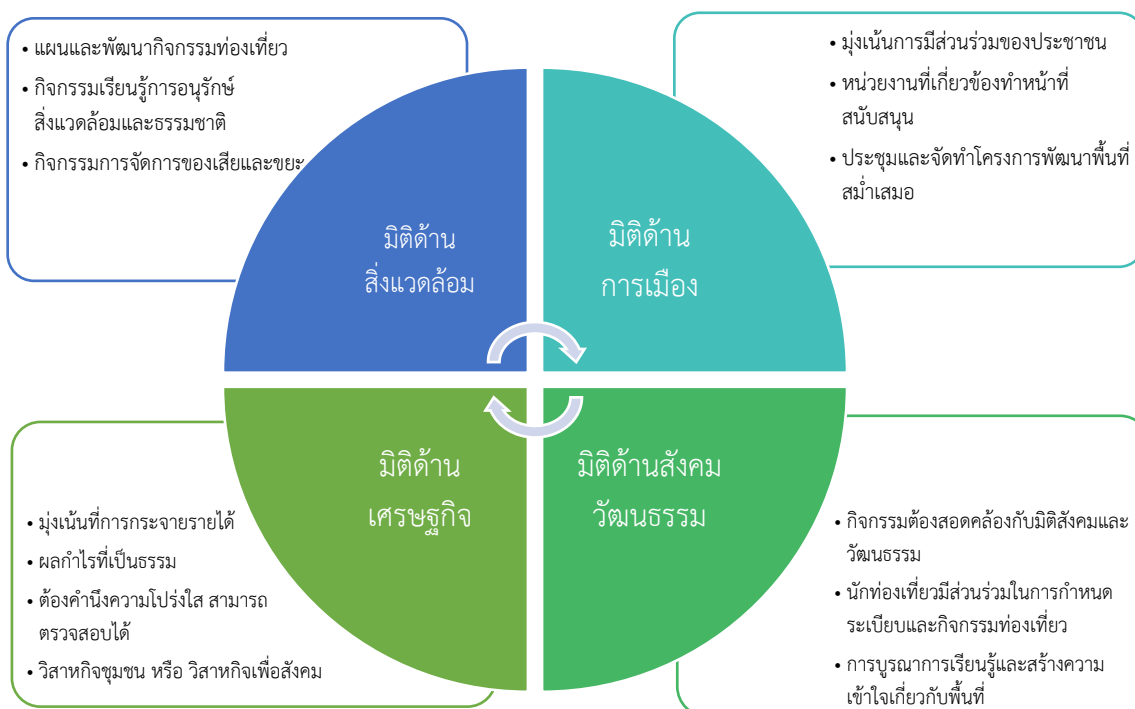 • แผนและพัฒนากิจกรรมท่องเที่ยว
• กิจกรรมเรียนรู้การอนุรักษ์
สิ่งแวดล้อมและธรรมชาติ
• กิจกรรมการจัดการของเสียและขยะ
• มุ่งเน้นการมีส่วนร่วมของประชาชน
• หน่วยงานที่เกี่ยวข้องทำหน้าที่
สนับสนุน
• ประชุมและจัดทำโครงการพัฒนาพื้นที่
สม่ำเสมอ
มิติด้าน
สิ่งแวดล้อม
มิติด้าน
การเมือง
มิติด้าน
เศรษฐกิจ
มิติด้านสังคม
วัฒนธรรม
• มุ่งเน้นที่การกระจายรายได้
• ผลกำไรที่เป็นธรรม
• ต้องคำนึงความโปร่งใส สามารถ
ตรวจสอบได้
• วิสาหกิจชุมชน หรือ วิสาหกิจเพื่อสังคม
• กิจกรรมต้องสอดคล้องกับมิติสังคมและ
วัฒนธรรม
• นักท่องเที่ยวมีส่วนร่วมในการกำหนด
ระเบียบและกิจกรรมท่องเที่ยว
• การบูรณาการเรียนรู้และสร้างความ
เข้าใจเกี่ยวกับพื้นที่